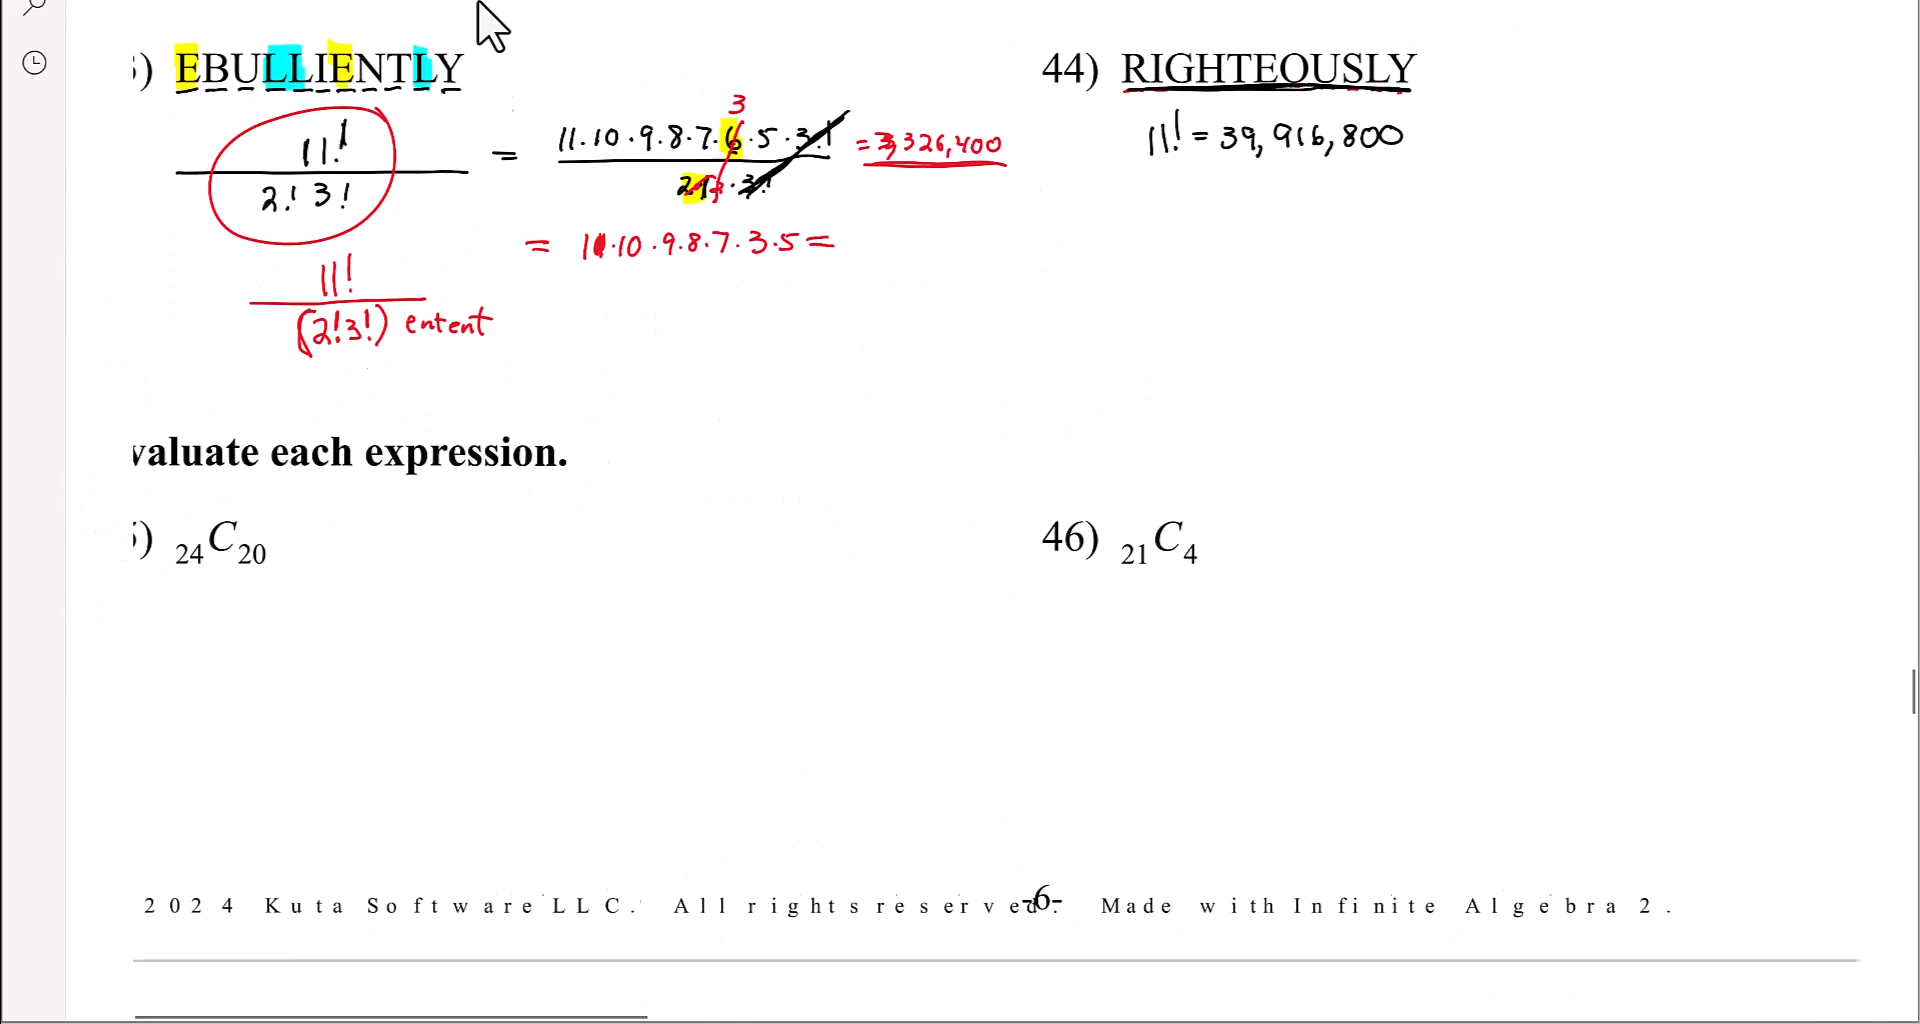 ) EBULLIENTLY
11! / 2! 3! = 11·10·9·8·7·6·5·3! / 2! · 3! = 3,326,400
3
= 11·10·9·8·7·3·5 =
11! / (2!3!) entent
44) RIGHTEOUSLY
11! = 39,916,800
valuate each expression.
) 24C20
46) 21C4
2024 Kuta Software LLC. All rights reserved. -6- Made with Infinite Algebra 2.